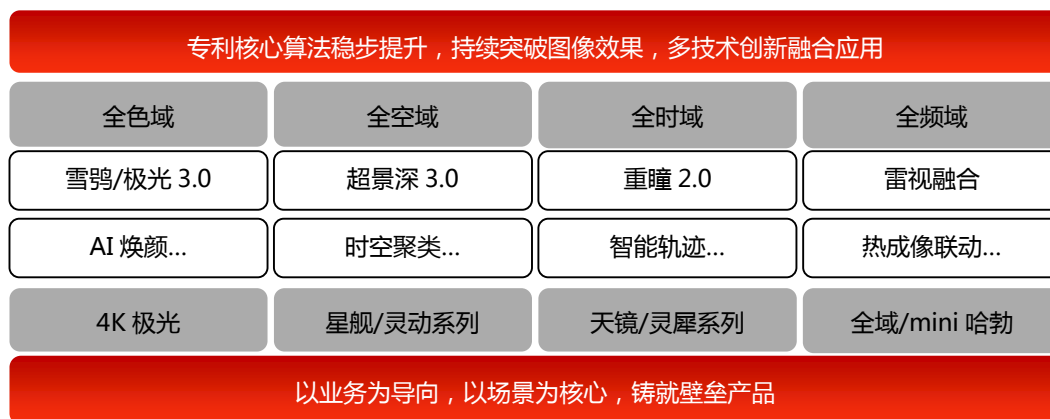 专利核心算法稳步提升，持续突破图像效果，多技术创新融合应用
全色域 全空域 全时域 全频域
雪鸮/极光 3.0 超景深 3.0 重瞳 2.0 雷视融合
AI 焕颜... 时空聚类... 智能轨迹... 热成像联动...
4K 极光 星舰/灵动系列 天镜/灵犀系列 全域/mini 哈勃
以业务为导向，以场景为核心，铸就壁垒产品